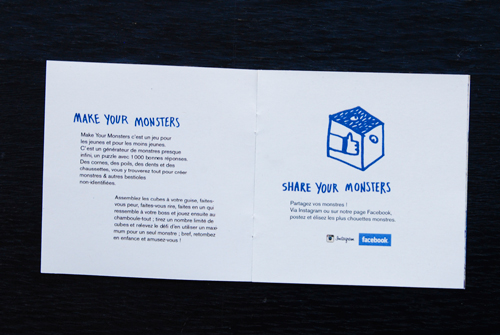 MAKE YOUR MONSTERS
Make Your Monsters c'est un jeu pour
les jeunes et pour les moins jeunes.
C'est un générateur de monstres presque
infini, un puzzle avec 1 000 bonnes réponses.
Des cornes, des poils, des dents et des
chaussettes, vous y trouverez tout pour créer
monstres & autres bestioles
non identifiées.
Assemblez les cubes à votre guise, faites-
vous peur, faites-vous rire, faites en un qui
ressemble à votre boss et jouez ensuite au
chamboule-tout ; tirez un nombre limité de
cubes et relevez le défi d'en utiliser un maxi-
mum pour un seul monstre ; bref, retombez
en enfance et amusez-vous !
SHARE YOUR MONSTERS
Partagez vos monstres !
Via Instagram ou sur notre page Facebook,
postez et élisez les plus chouettes monstres.
Instagram facebook